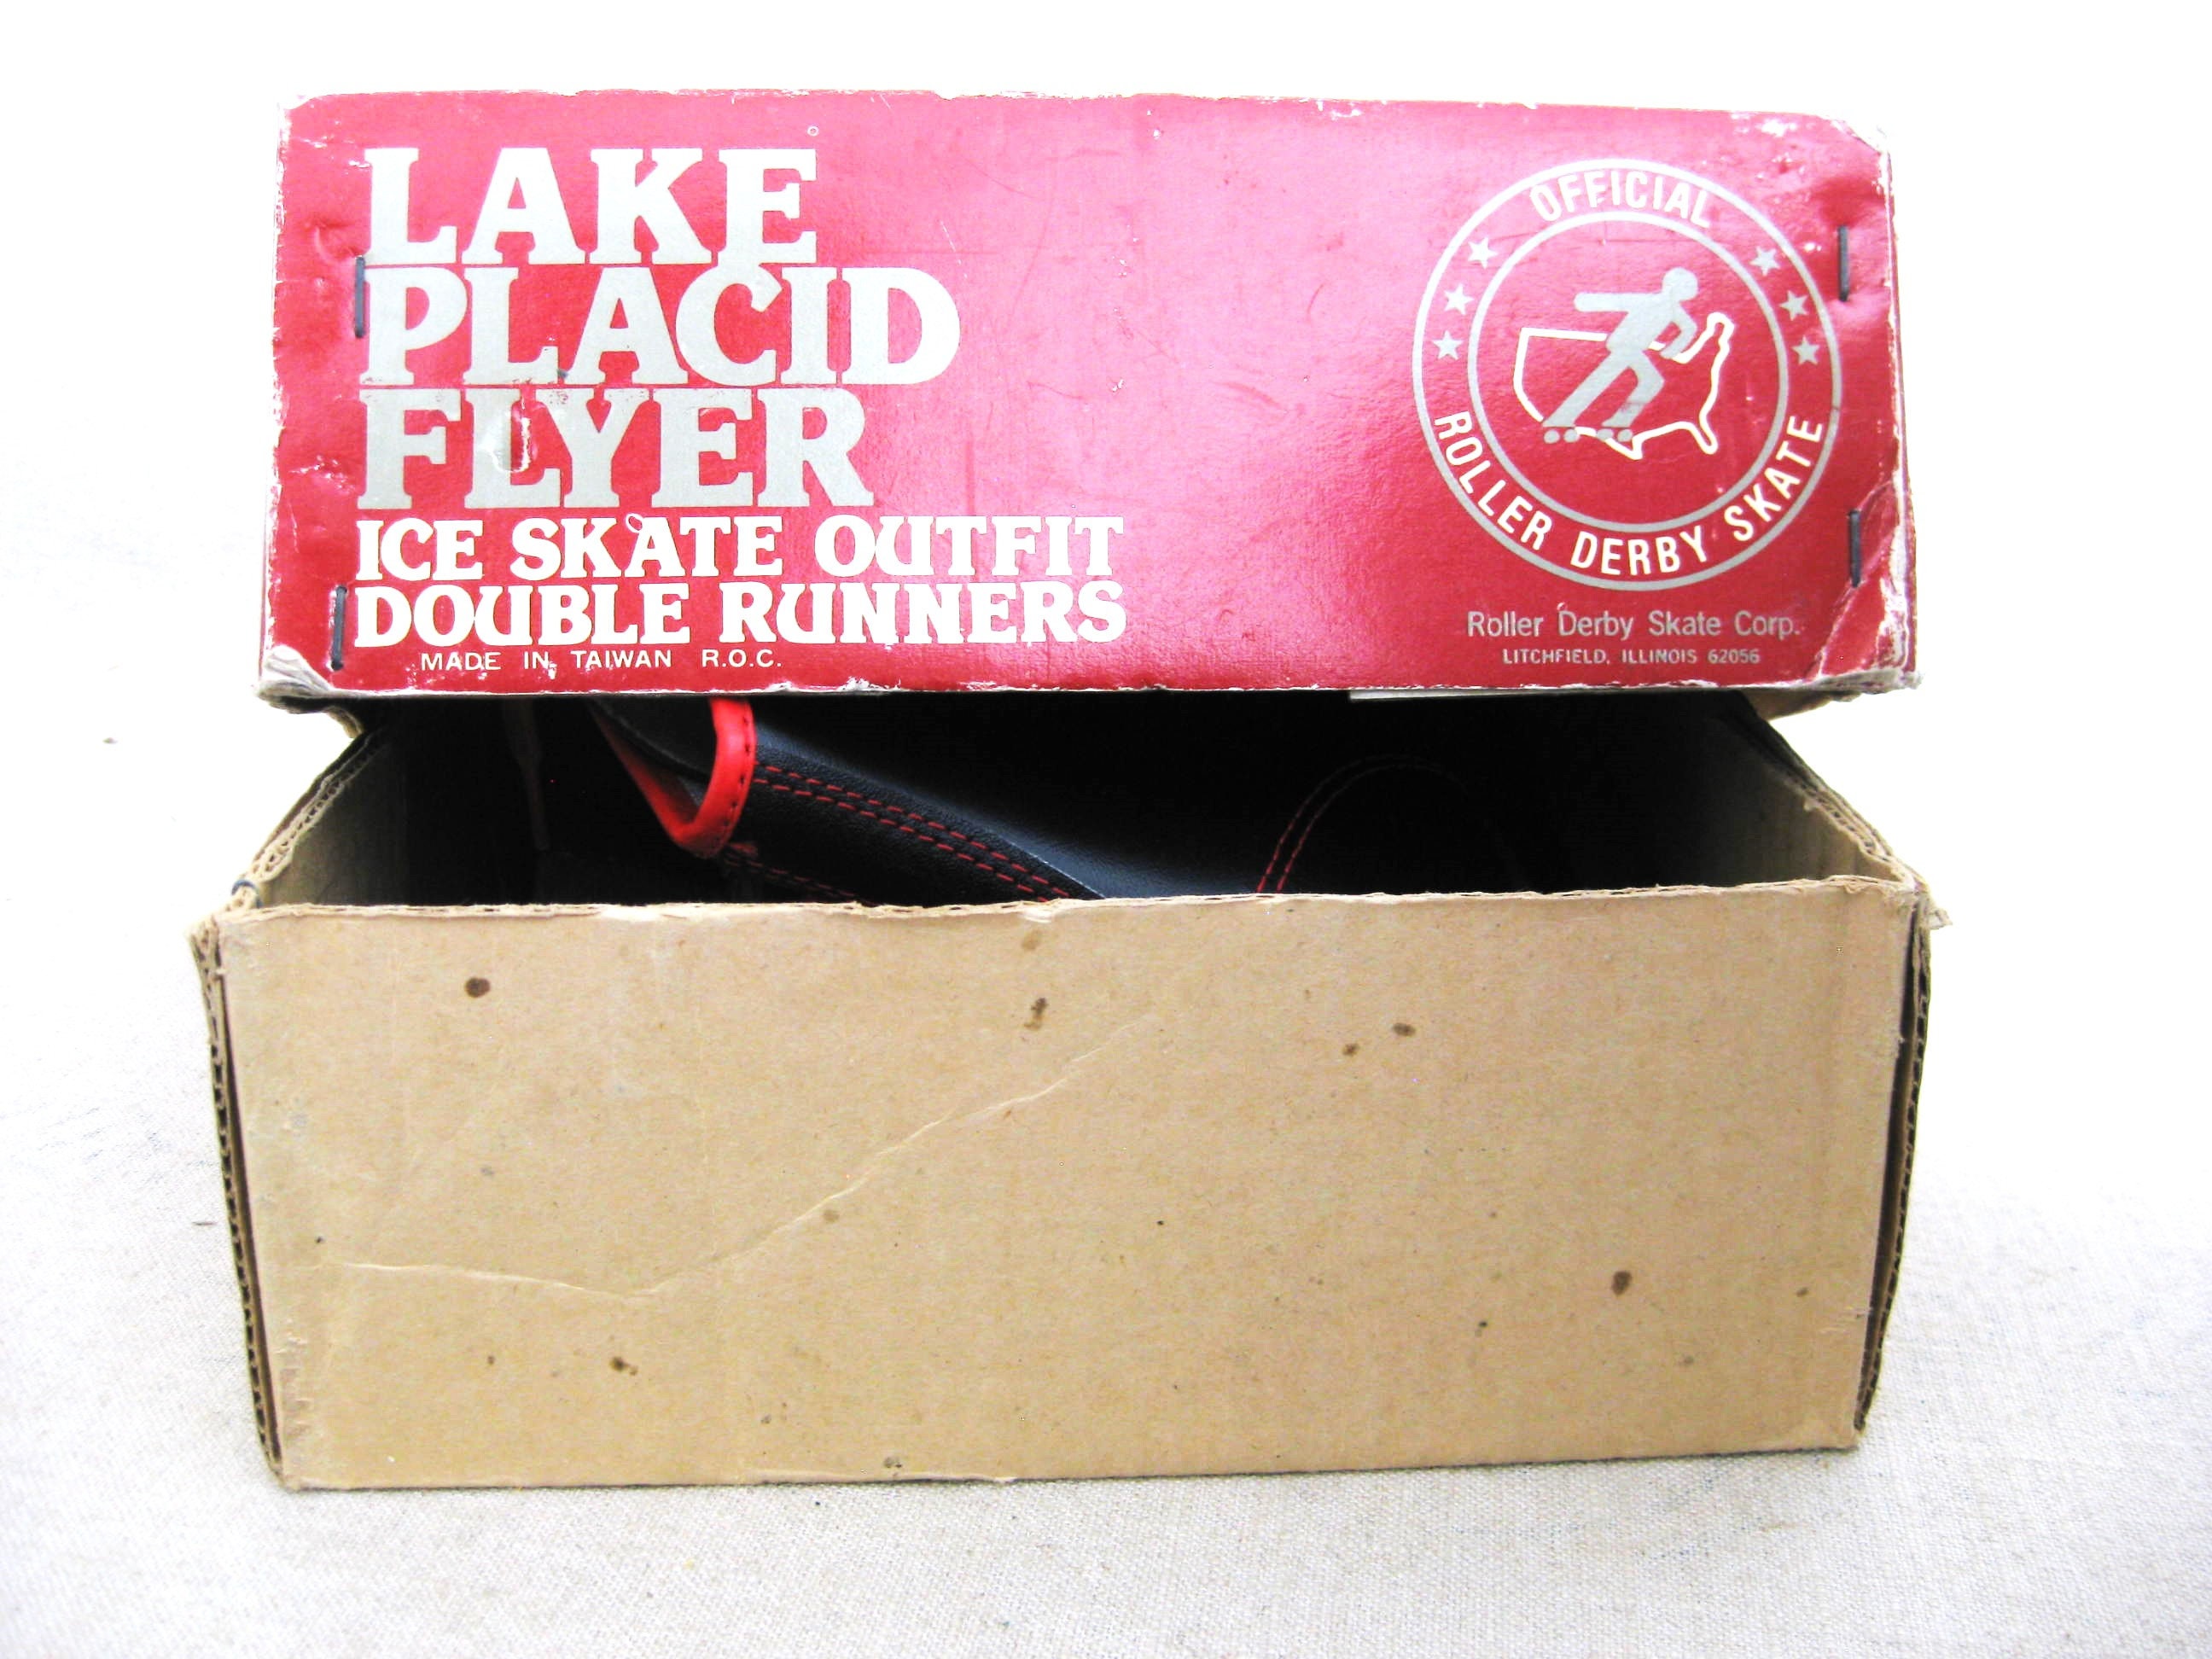 LAKE
PLACID
FLYER
ICE SKATE OUTFIT
DOUBLE RUNNERS
MADE IN TAIWAN R.O.C.
OFFICIAL
ROLLER DERBY SKATE
Roller Derby Skate Corp.
LITCHFIELD, ILLINOIS 62056